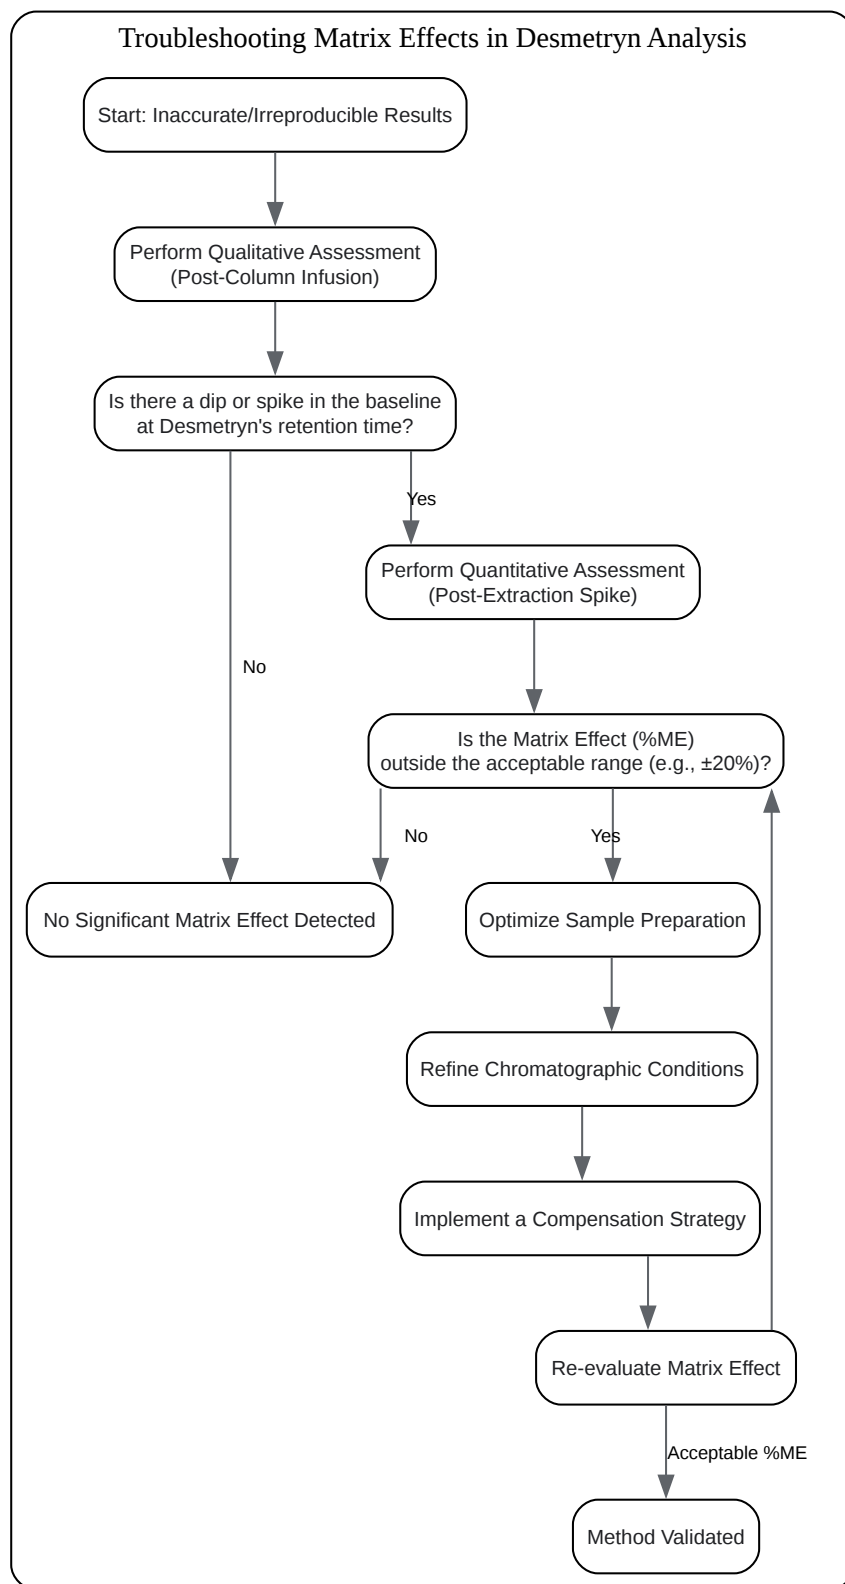 Troubleshooting Matrix Effects in Desmetryn Analysis
Start: Inaccurate/Irreproducible Results
Perform Qualitative Assessment
(Post-Column Infusion)
Is there a dip or spike in the baseline
at Desmetryn's retention time?
Yes
Perform Quantitative Assessment
(Post-Extraction Spike)
No
Is the Matrix Effect (%ME)
outside the acceptable range (e.g., ±20%)?
No
Yes
No Significant Matrix Effect Detected
Optimize Sample Preparation
Refine Chromatographic Conditions
Implement a Compensation Strategy
Re-evaluate Matrix Effect
Acceptable %ME
Method Validated